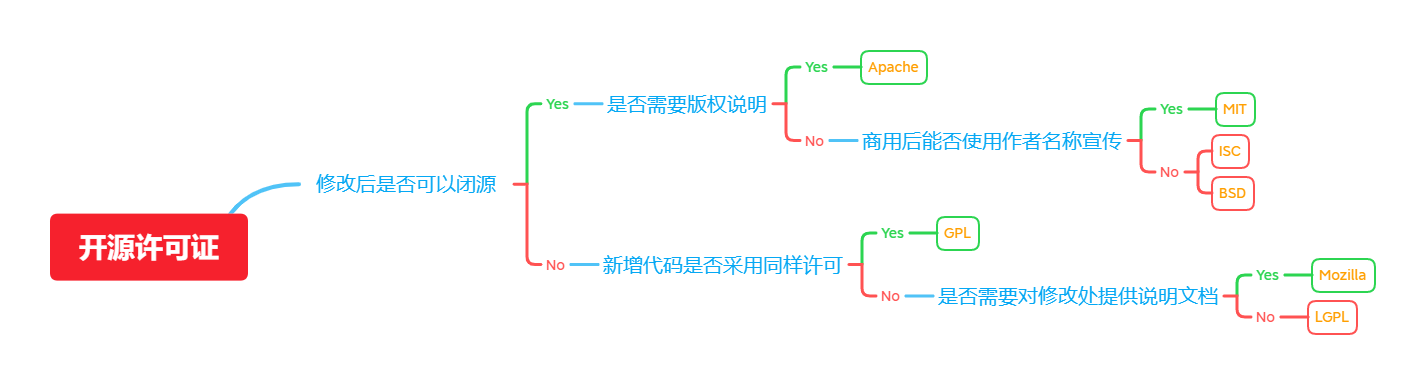 开源许可证
修改后是否可以闭源
Yes
是否需要版权说明
Yes
Apache
No
商用后能否使用作者名称宣传
Yes
MIT
No
ISC
BSD
No
新增代码是否采用同样许可
Yes
GPL
No
是否需要对修改处提供说明文档
Yes
Mozilla
No
LGPL